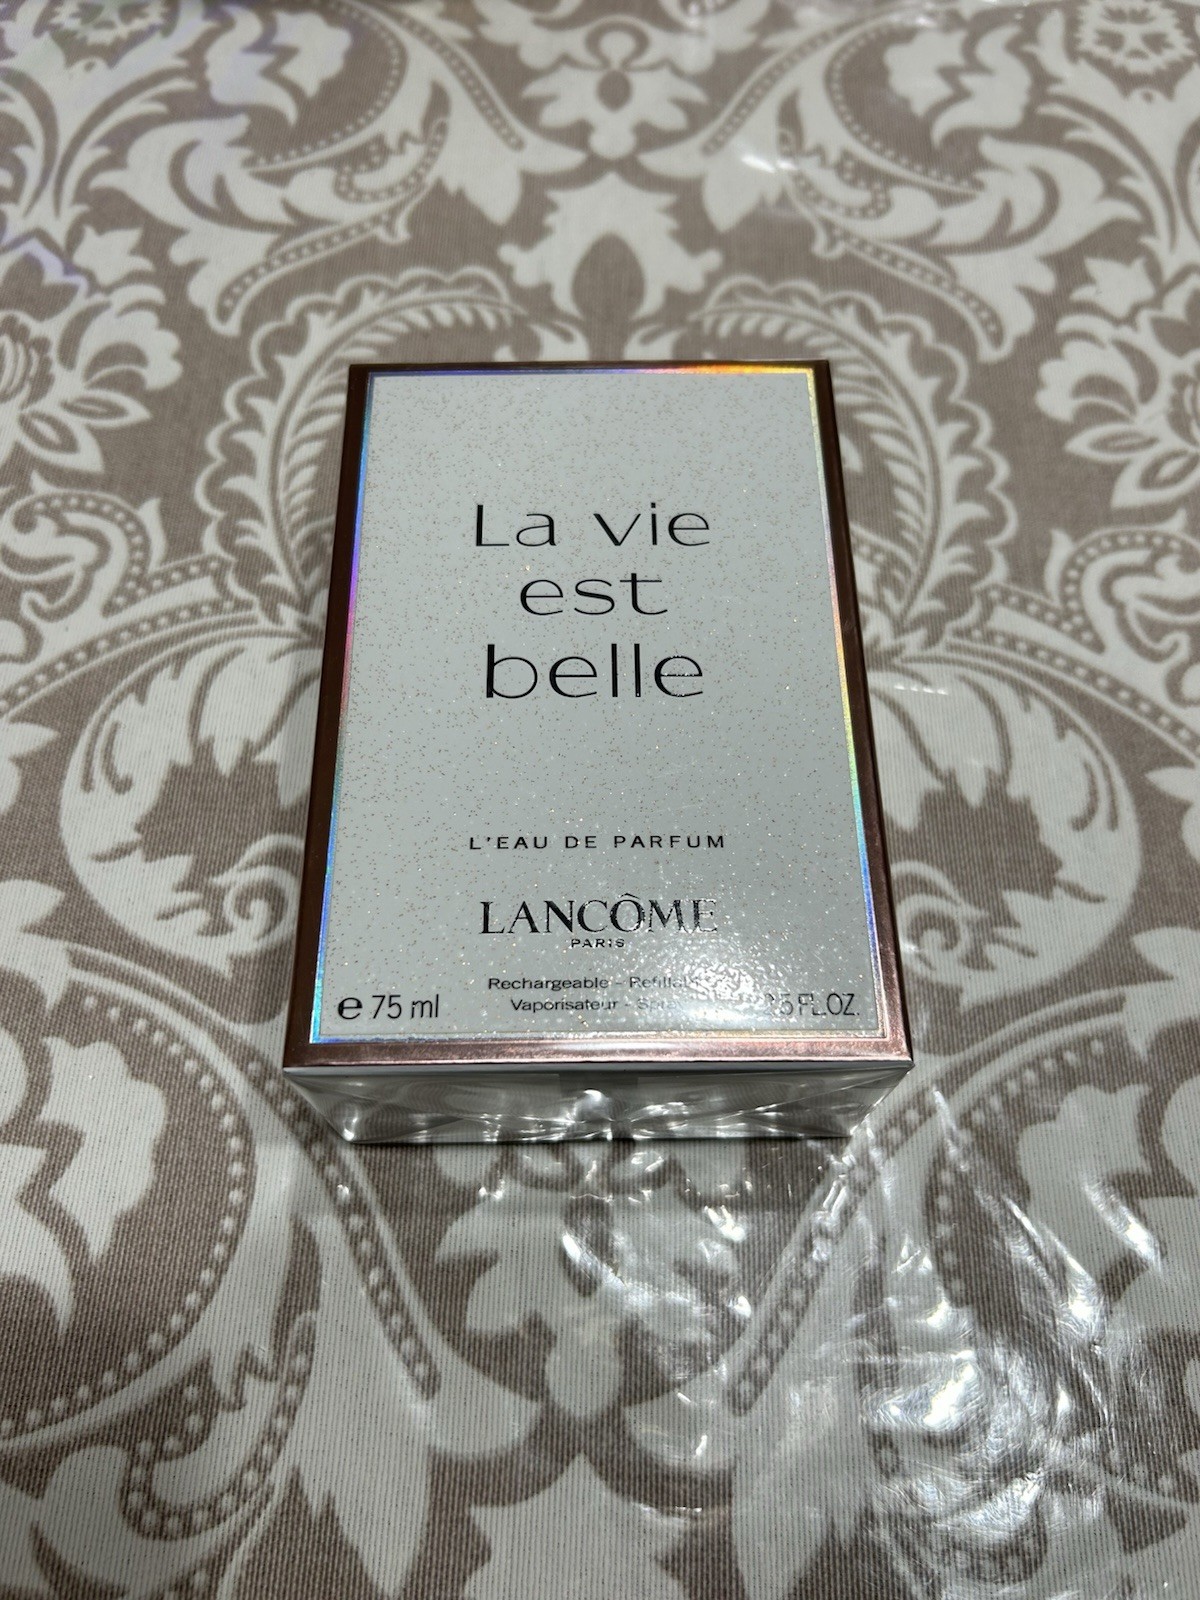 La vie
est
belle
L'EAU DE PARFUM
LANCÔME
PARIS
Rechargeable -
Vaporisateur -
e 75 ml
FL.OZ.